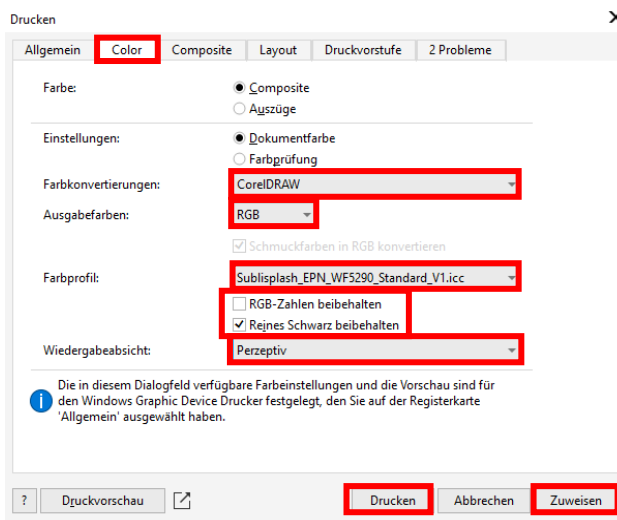 Drucken
Allgemein Color Composite Layout Druckvorstufe 2 Probleme
Farbe: Composite
Auszüge
Einstellungen: Dokumentfarbe
Farbprüfung
Farbkonvertierungen: CorelDRAW
Ausgabefarben: RGB
Schmuckfarben in RGB konvertieren
Farbprofil: Sublisplash_EPN_WF5290_Standard_V1.icc
RGB-Zahlen beibehalten
Reines Schwarz beibehalten
Wiedergabeabsicht: Perzeptiv
Die in diesem Dialogfeld verfügbare Farbeinstellungen und die Vorschau sind für
den Windows Graphic Device Drucker festgelegt, den Sie auf der Registerkarte
'Allgemein' ausgewählt haben.
? Druckvorschau Drucken Abbrechen Zuweisen